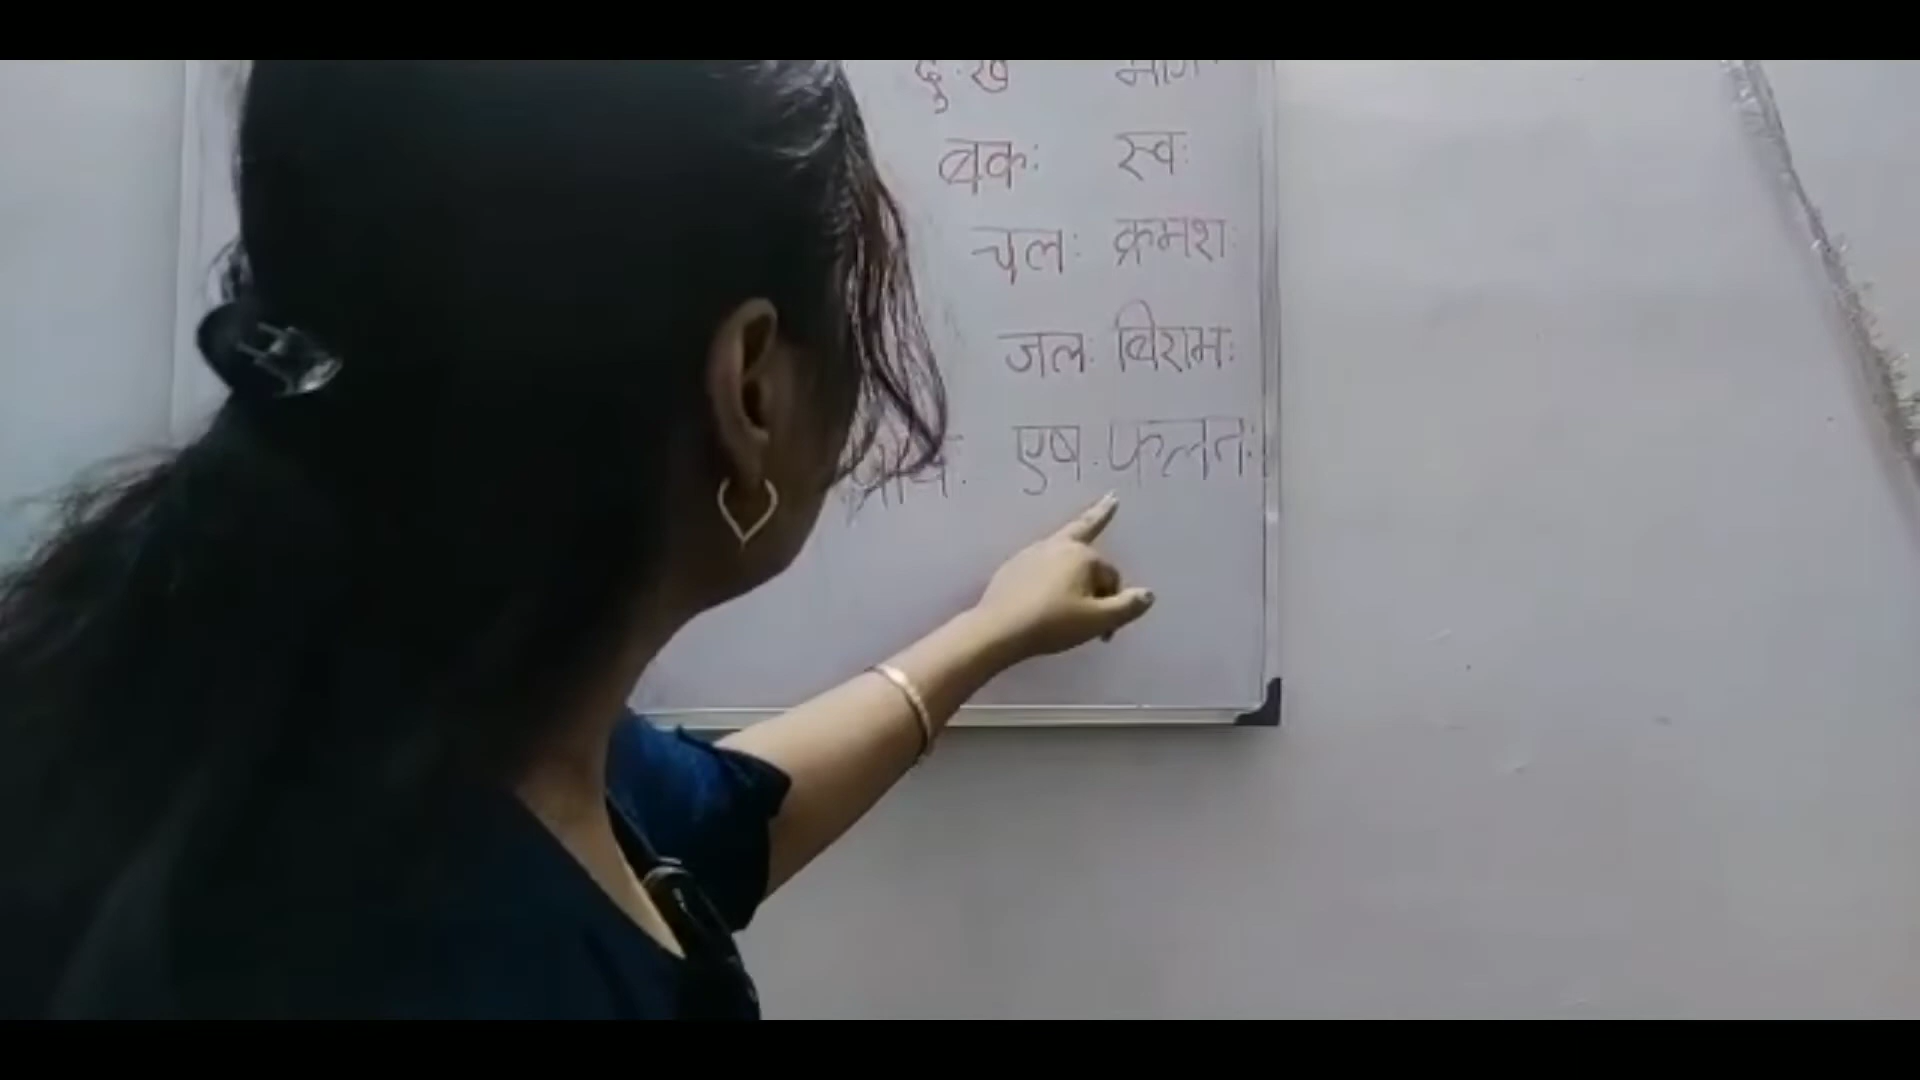 दुःख
बकः स्वः
चलः क्रमशः
जलः बिरामः
एषः फलतः